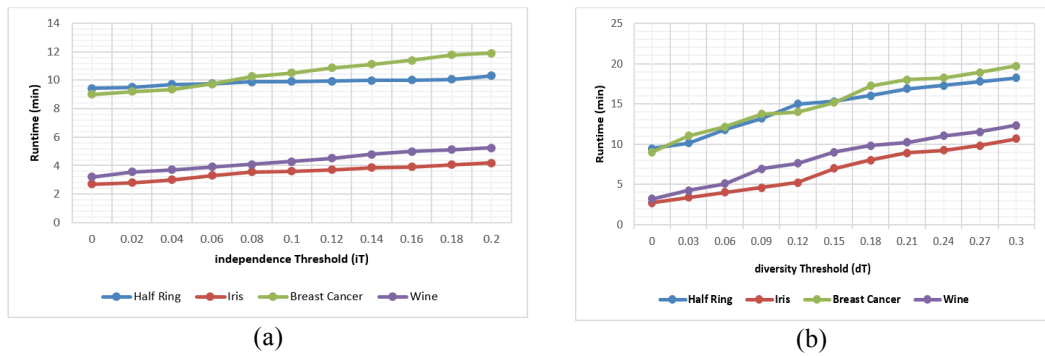 14
12
10
8
6
4
2
0
Runtime (min)
0 0.02 0.04 0.06 0.08 0.1 0.12 0.14 0.16 0.18 0.2
independence Threshold (iT)
Half Ring Iris Breast Cancer Wine
(a)
25
20
15
10
5
0
Runtime (min)
0 0.03 0.06 0.09 0.12 0.15 0.18 0.21 0.24 0.27 0.3
diversity Threshold (dT)
Half Ring Iris Breast Cancer Wine
(b)